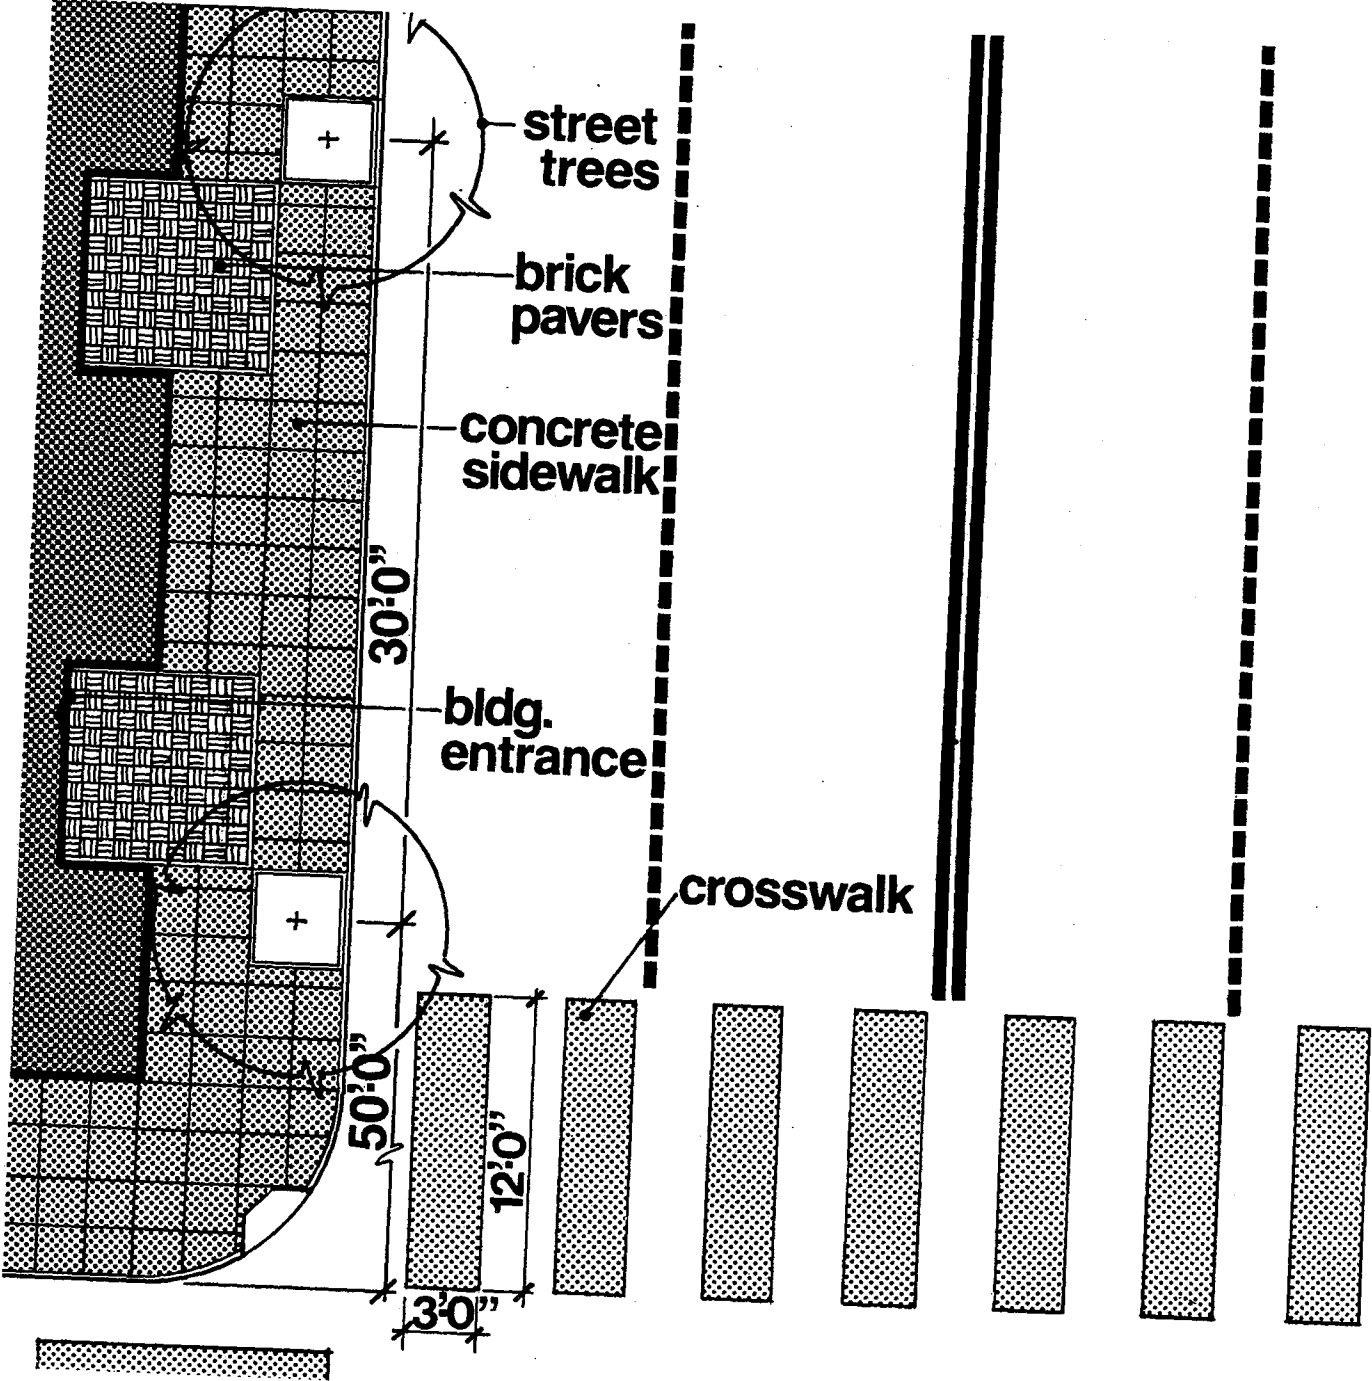 street
trees
brick
pavers
concrete
sidewalk
30'0"
bldg.
entrance
crosswalk
50'0"
12'0"
3'0"